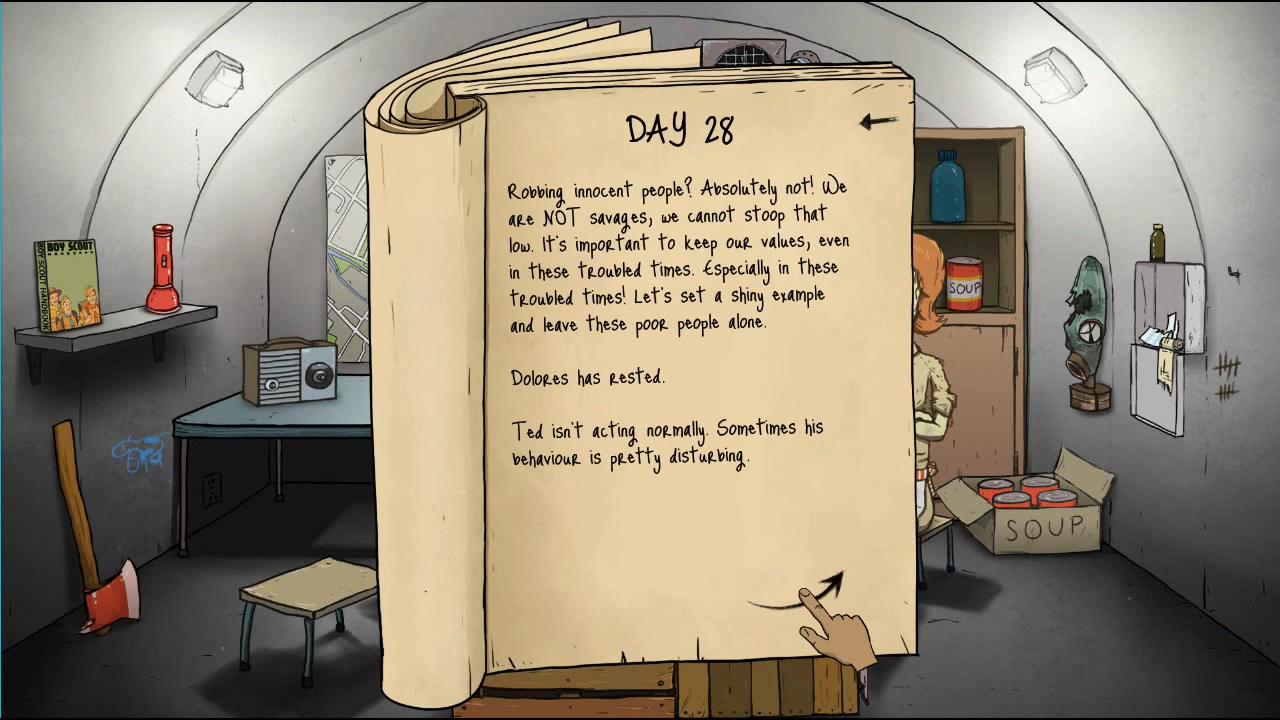 DAY 28
Robbing innocent people? Absolutely not! We
are NOT savages, we cannot stoop that
low. It's important to keep our values, even
in these troubled times. Especially in these
troubled times! Let's set a shiny example
and leave these poor people alone.
Dolores has rested.
Ted isn't acting normally. Sometimes his
behaviour is pretty disturbing.
BOY SCOUT
BOY SCOUT HANDBOOK
SOUP
SOUP